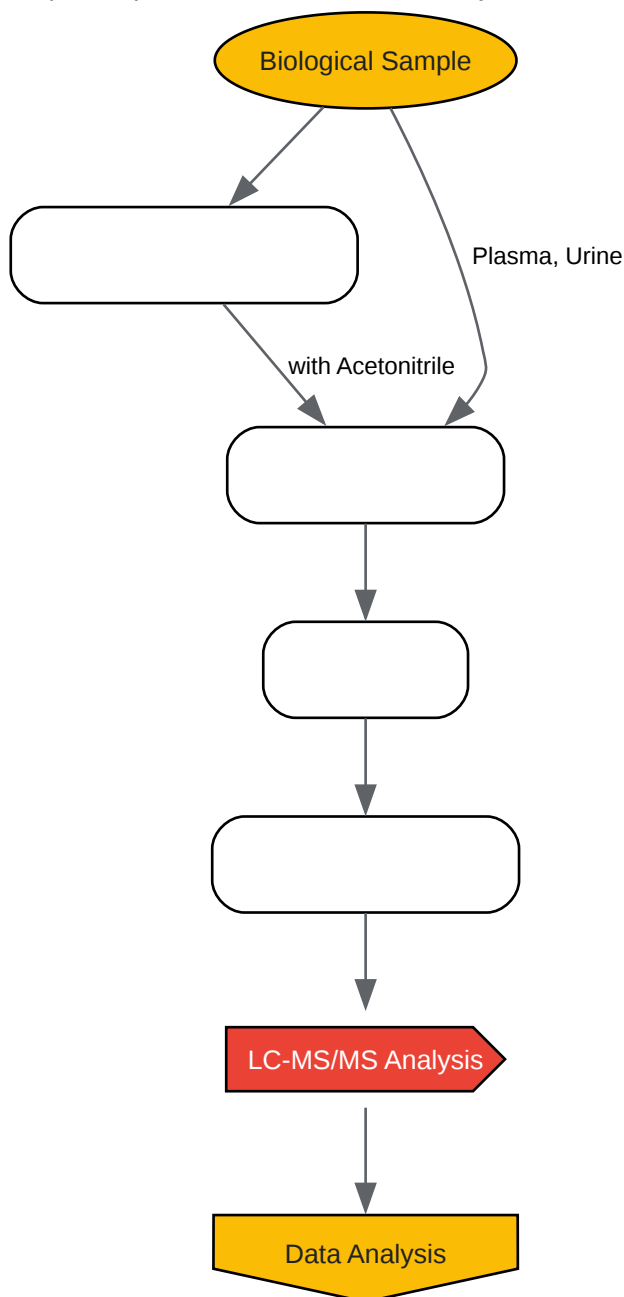 Biological Sample
Plasma, Urine
with Acetonitrile
LC-MS/MS Analysis
Data Analysis